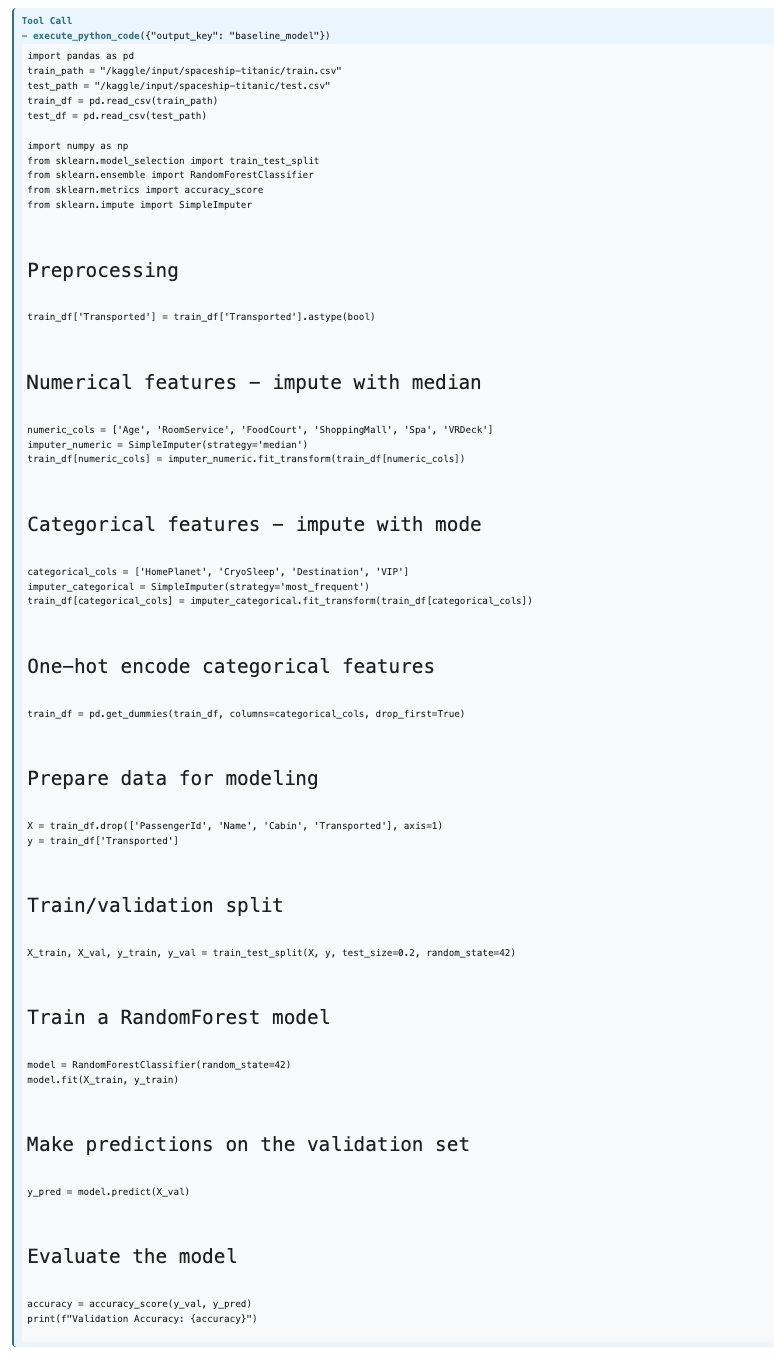 Tool Call
– execute_python_code({"output_key": "baseline_model"})
import pandas as pd
train_path = "/kaggle/input/spaceship-titanic/train.csv"
test_path = "/kaggle/input/spaceship-titanic/test.csv"
train_df = pd.read_csv(train_path)
test_df = pd.read_csv(test_path)
import numpy as np
from sklearn.model_selection import train_test_split
from sklearn.ensemble import RandomForestClassifier
from sklearn.metrics import accuracy_score
from sklearn.impute import SimpleImputer
Preprocessing
train_df['Transported'] = train_df['Transported'].astype(bool)
Numerical features – impute with median
numeric_cols = ['Age', 'RoomService', 'FoodCourt', 'ShoppingMall', 'Spa', 'VRDeck']
imputer_numeric = SimpleImputer(strategy='median')
train_df[numeric_cols] = imputer_numeric.fit_transform(train_df[numeric_cols])
Categorical features – impute with mode
categorical_cols = ['HomePlanet', 'CryoSleep', 'Destination', 'VIP']
imputer_categorical = SimpleImputer(strategy='most_frequent')
train_df[categorical_cols] = imputer_categorical.fit_transform(train_df[categorical_cols])
One-hot encode categorical features
train_df = pd.get_dummies(train_df, columns=categorical_cols, drop_first=True)
Prepare data for modeling
X = train_df.drop(['PassengerId', 'Name', 'Cabin', 'Transported'], axis=1)
y = train_df['Transported']
Train/validation split
X_train, X_val, y_train, y_val = train_test_split(X, y, test_size=0.2, random_state=42)
Train a RandomForest model
model = RandomForestClassifier(random_state=42)
model.fit(X_train, y_train)
Make predictions on the validation set
y_pred = model.predict(X_val)
Evaluate the model
accuracy = accuracy_score(y_val, y_pred)
print(f"Validation Accuracy: {accuracy}")